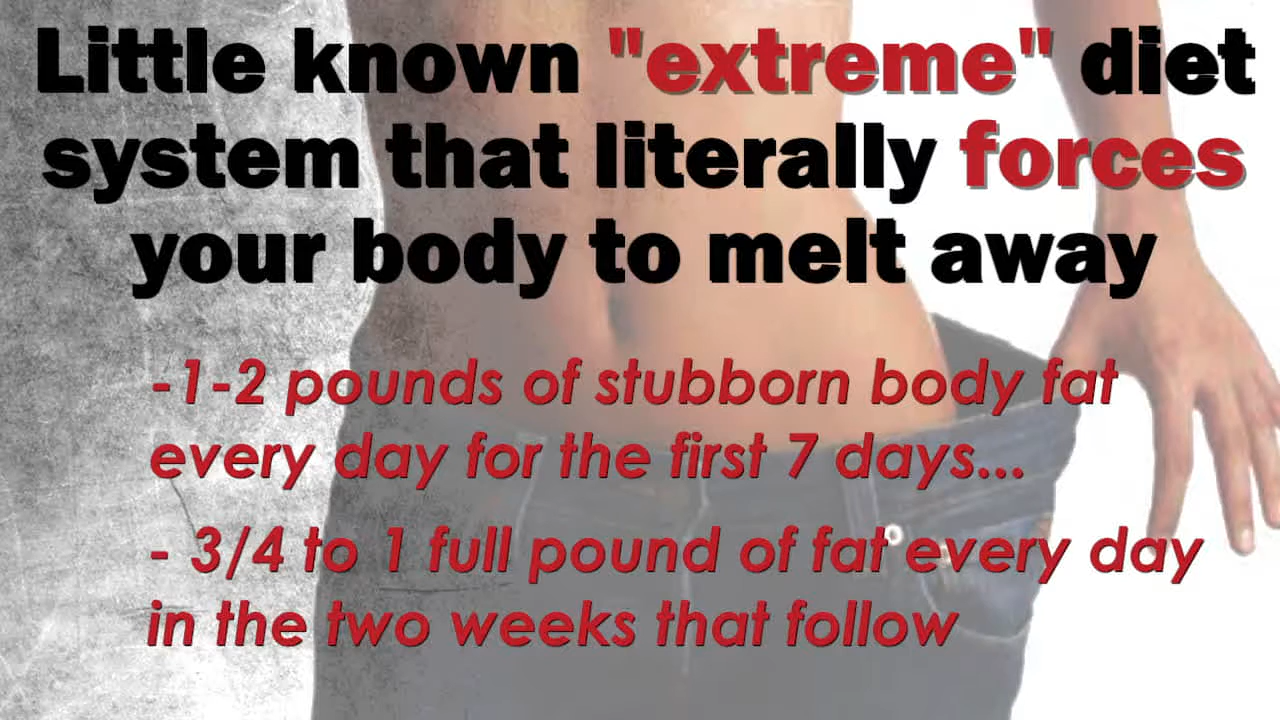 Little known "extreme" diet
system that literally forces
your body to melt away
-1-2 pounds of stubborn body fat
every day for the first 7 days...
- 3/4 to 1 full pound of fat every day
in the two weeks that follow